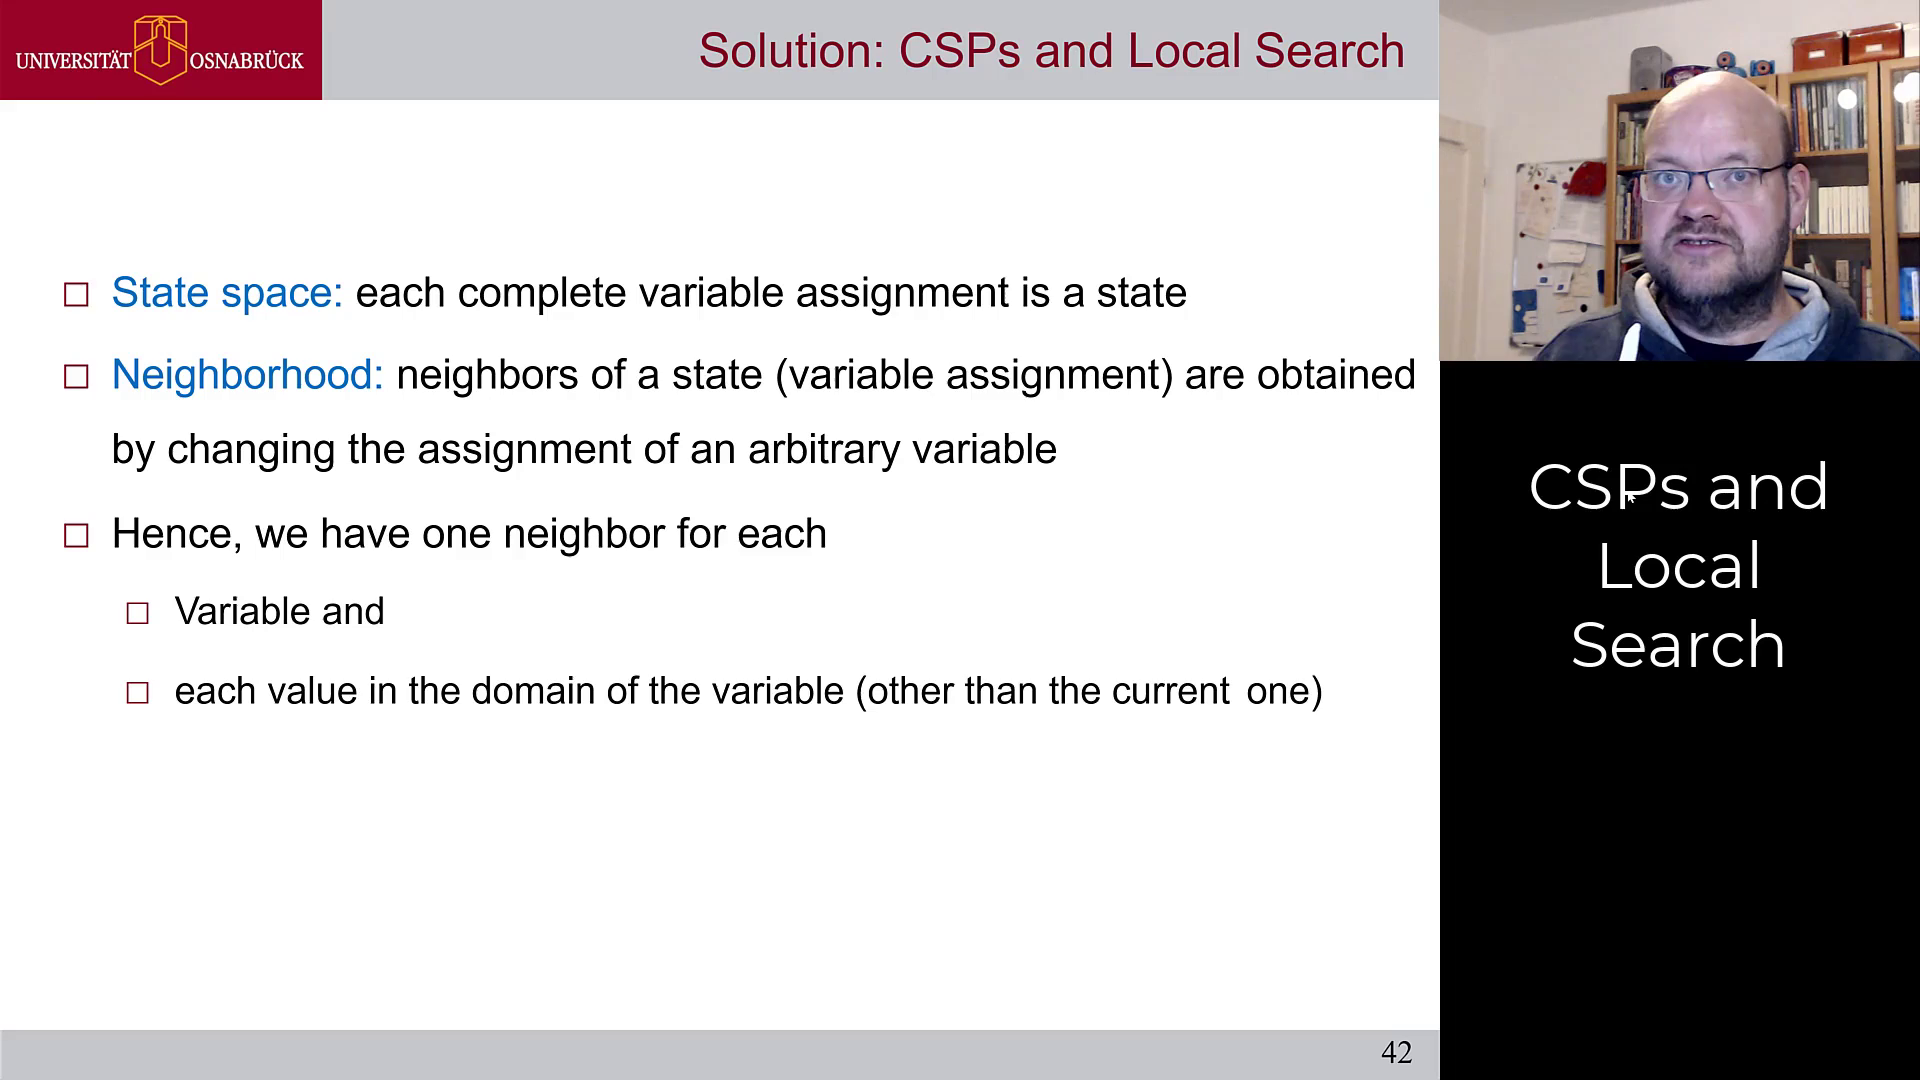 UNIVERSITÄT OSNABRÜCK
Solution: CSPs and Local Search
State space: each complete variable assignment is a state
Neighborhood: neighbors of a state (variable assignment) are obtained
by changing the assignment of an arbitrary variable
Hence, we have one neighbor for each
Variable and
each value in the domain of the variable (other than the current one)
42
CSPs and
Local
Search